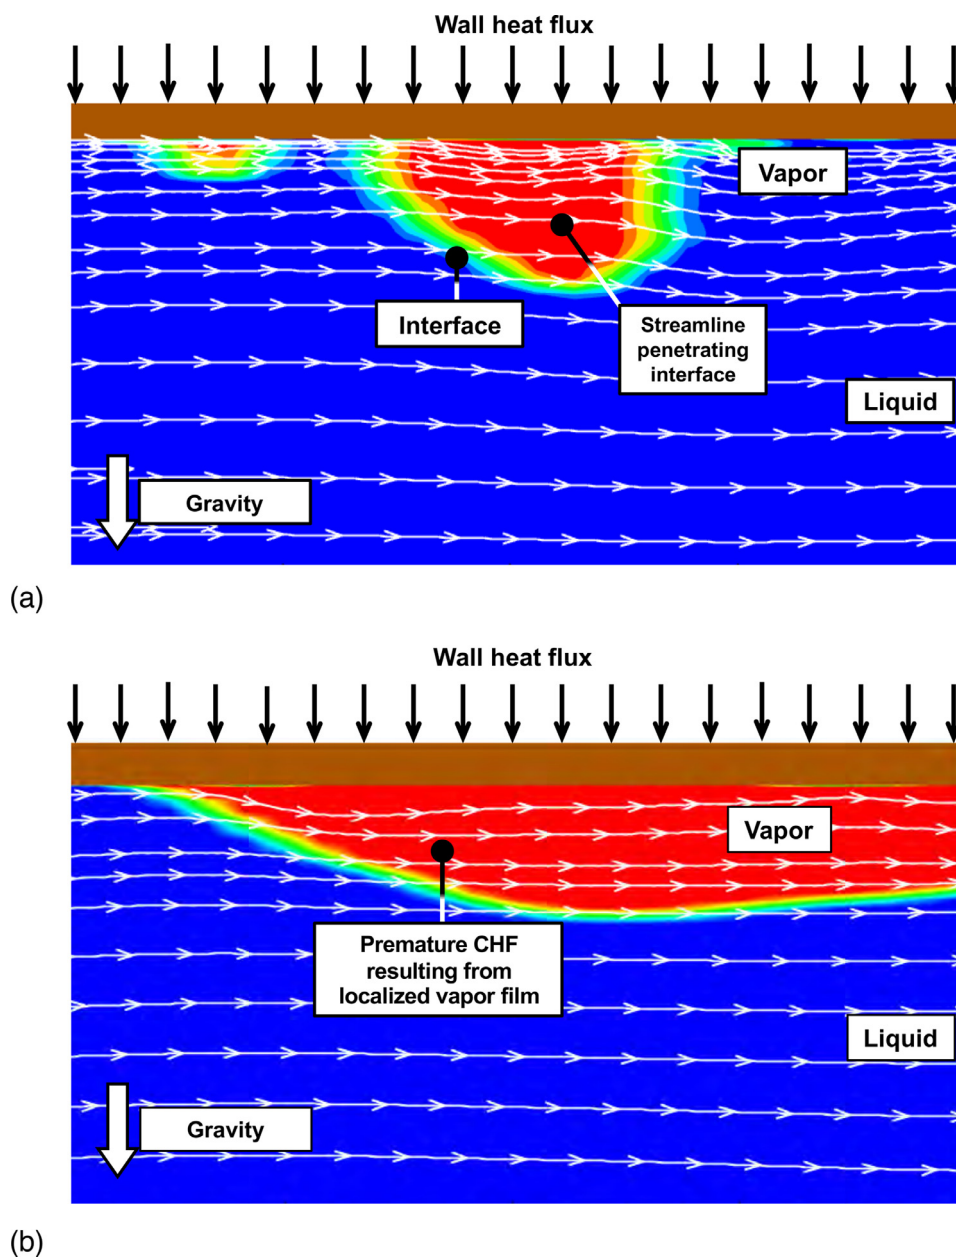 Wall heat flux
Vapor
Interface
Streamline
penetrating
interface
Liquid
Gravity
(a)
Wall heat flux
Vapor
Premature CHF
resulting from
localized vapor film
Liquid
Gravity
(b)